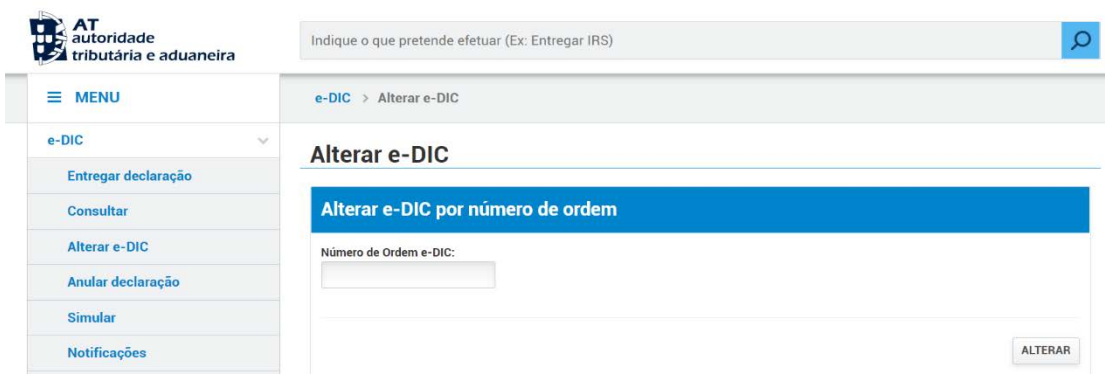 AT
autoridade
tributária e aduaneira
Indique o que pretende efetuar (Ex: Entregar IRS)
MENU
e-DIC > Alterar e-DIC
e-DIC
Entregar declaração
Consultar
Alterar e-DIC
Anular declaração
Simular
Notificações
Alterar e-DIC
Alterar e-DIC por número de ordem
Número de Ordem e-DIC:
ALTERAR